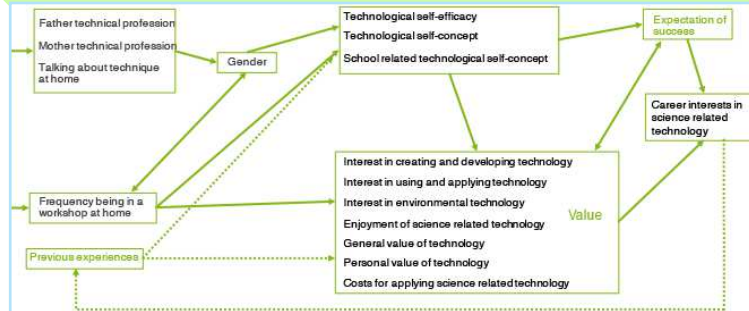 Father technical profession
Mother technical profession
Talking about technique
at home
Gender
Technological self-efficacy
Technological self-concept
School related technological self-concept
Expectation of
success
Career interests in
science related
technology
Frequency being in a
workshop at home
Previous experiences
Interest in creating and developing technology
Interest in using and applying technology
Interest in environmental technology
Enjoyment of science related technology
General value of technology
Personal value of technology
Costs for applying science related technology
Value